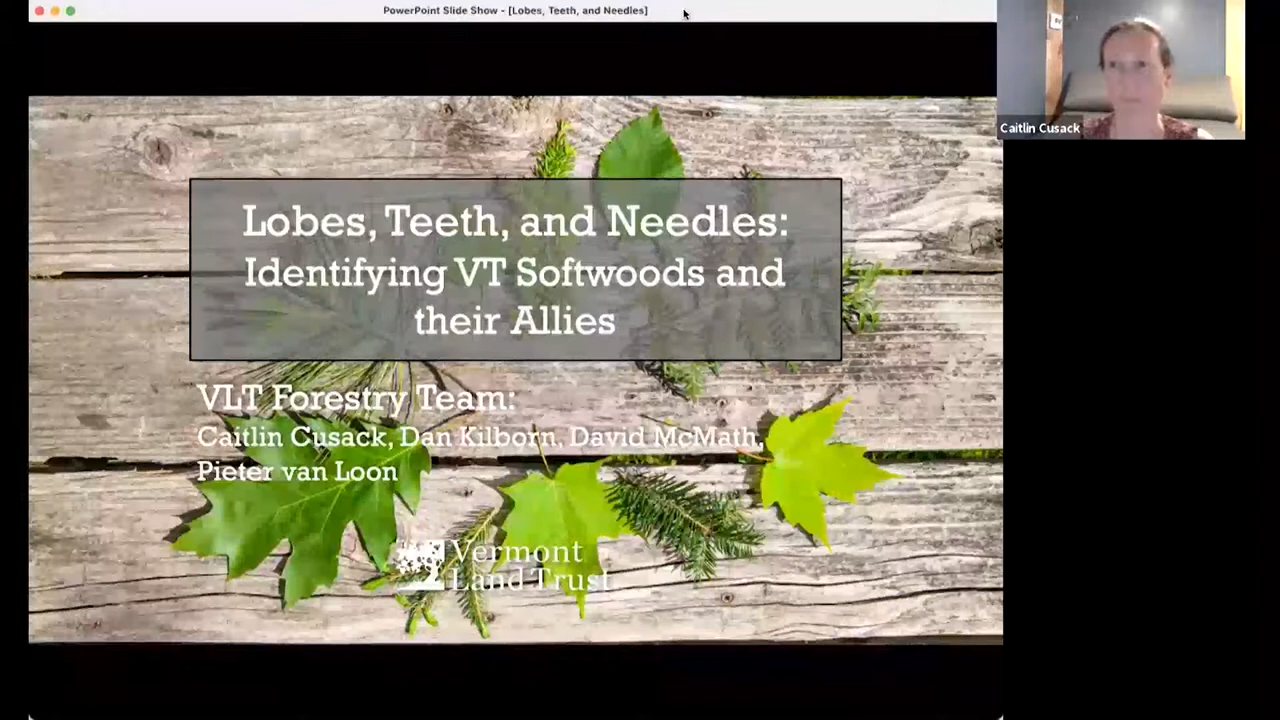 PowerPoint Slide Show - [Lobes, Teeth, and Needles]
Caitlin Cusack
Lobes, Teeth, and Needles:
Identifying VT Softwoods and
their Allies
VLT Forestry Team:
Caitlin Cusack, Dan Kilborn, David McMath,
Pieter van Loon
Vermont
Land Trust